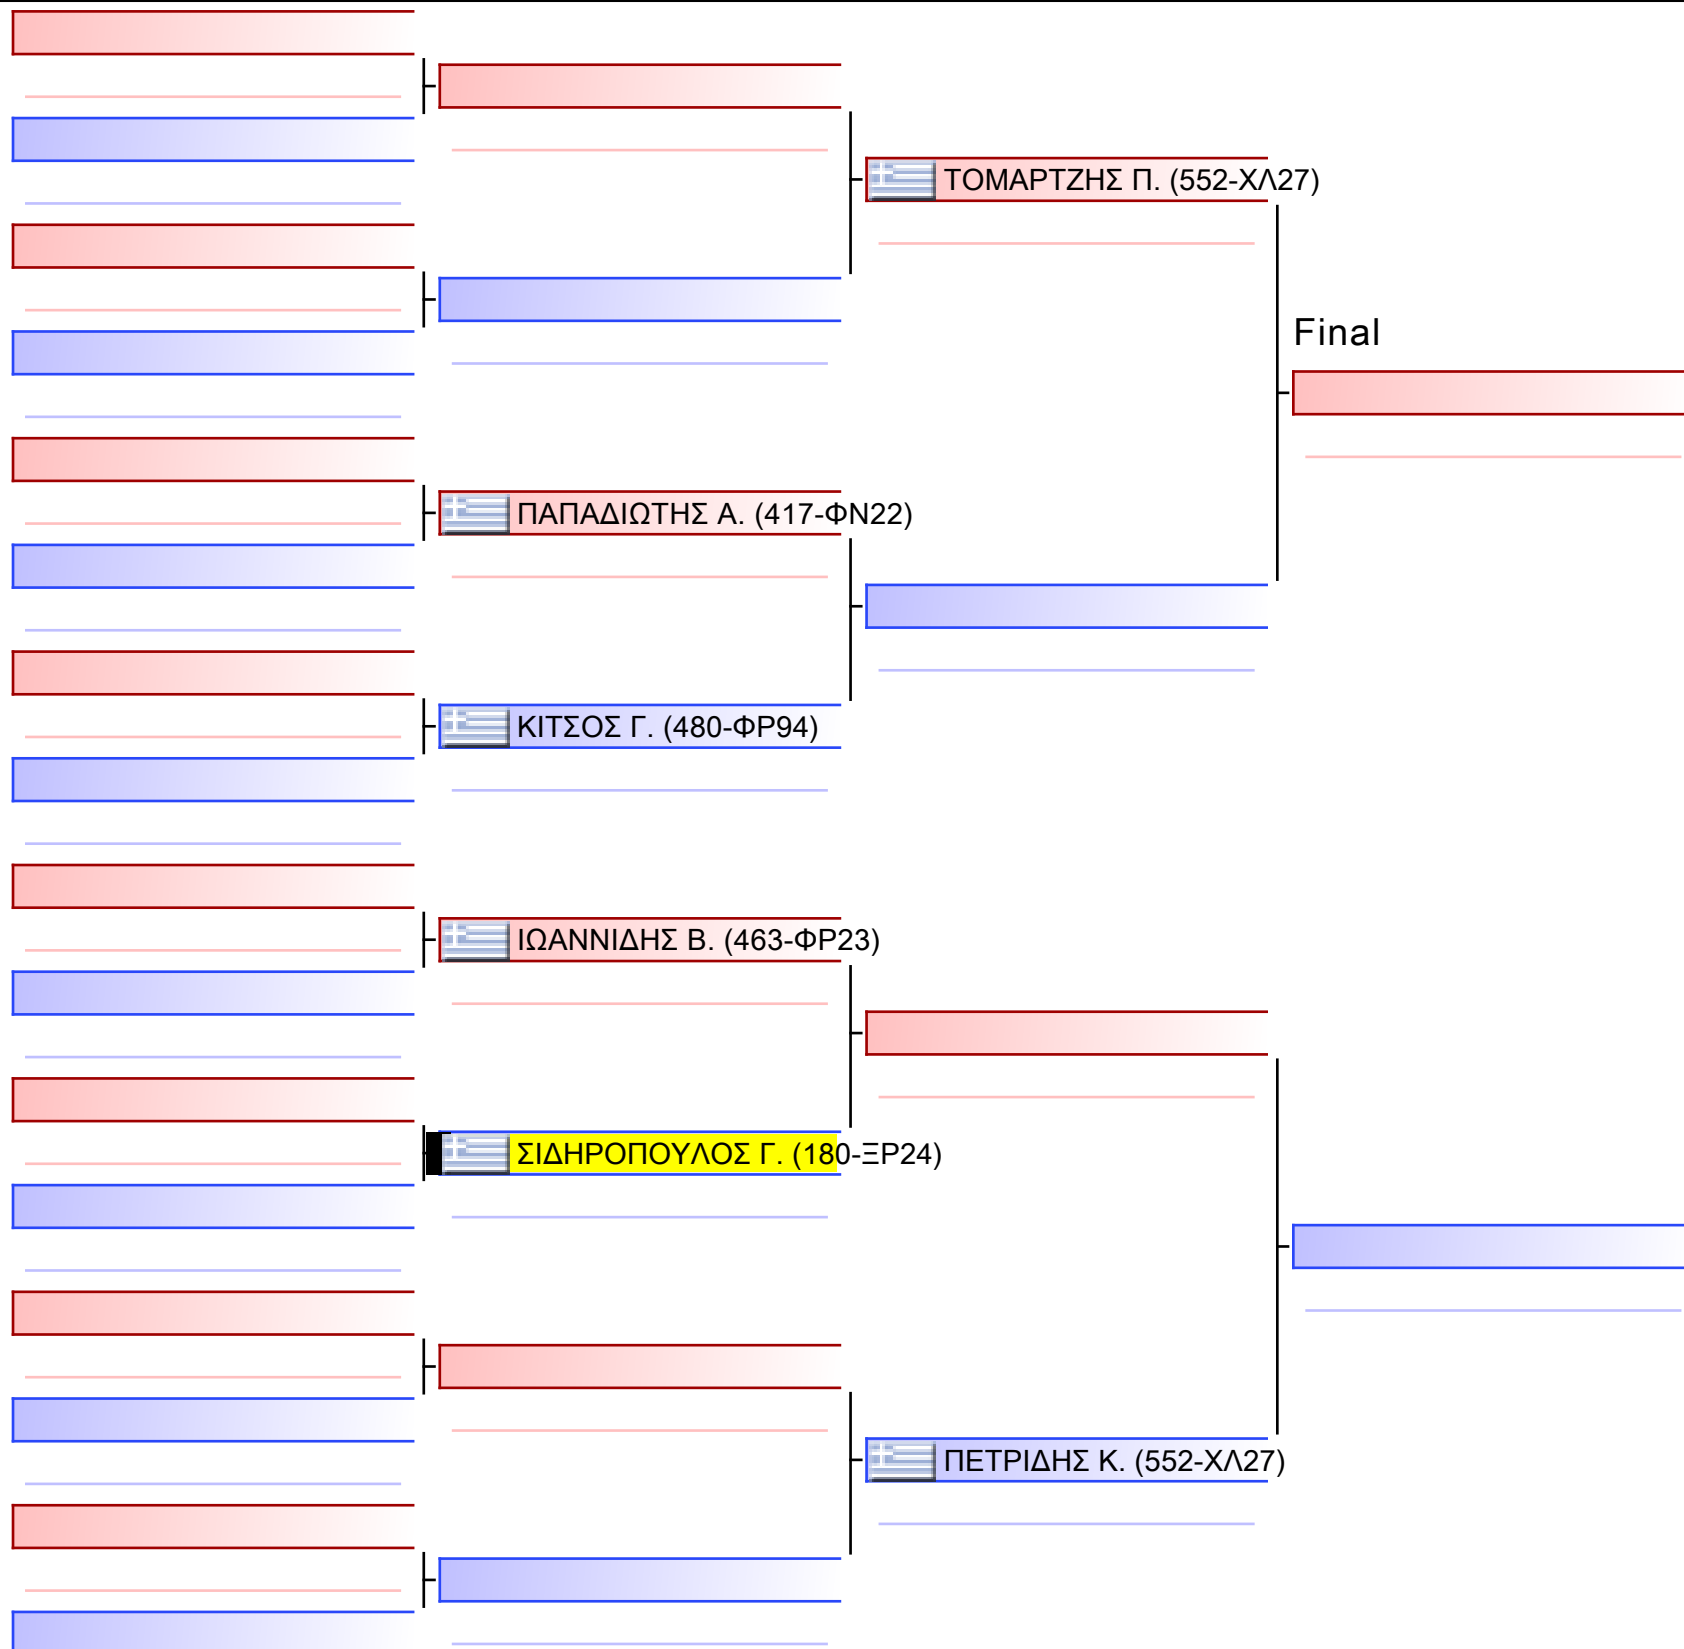 ΤΟΜΑΡΤΖΗΣ Π. (552-ΧΛ27)
Final
ΠΑΠΑΔΙΩΤΗΣ Α. (417-ΦΝ22)
ΚΙΤΣΟΣ Γ. (480-ΦΡ94)
ΙΩΑΝΝΙΔΗΣ Β. (463-ΦΡ23)
ΣΙΔΗΡΟΠΟΥΛΟΣ Γ. (180-ΞΡ24)
ΠΕΤΡΙΔΗΣ Κ. (552-ΧΛ27)